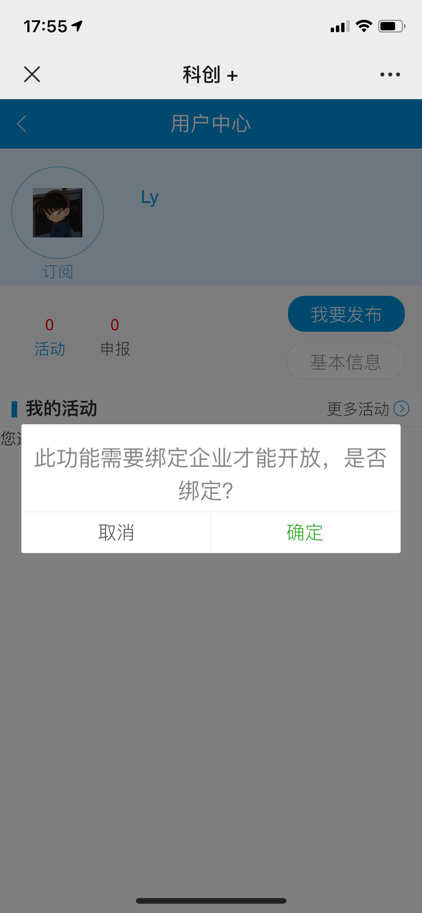 17:55
科创 +
用户中心
Ly
订阅
0 0
活动 申报
我要发布
基本信息
我的活动 更多活动
您
此功能需要绑定企业才能开放，是否
绑定？
取消 确定